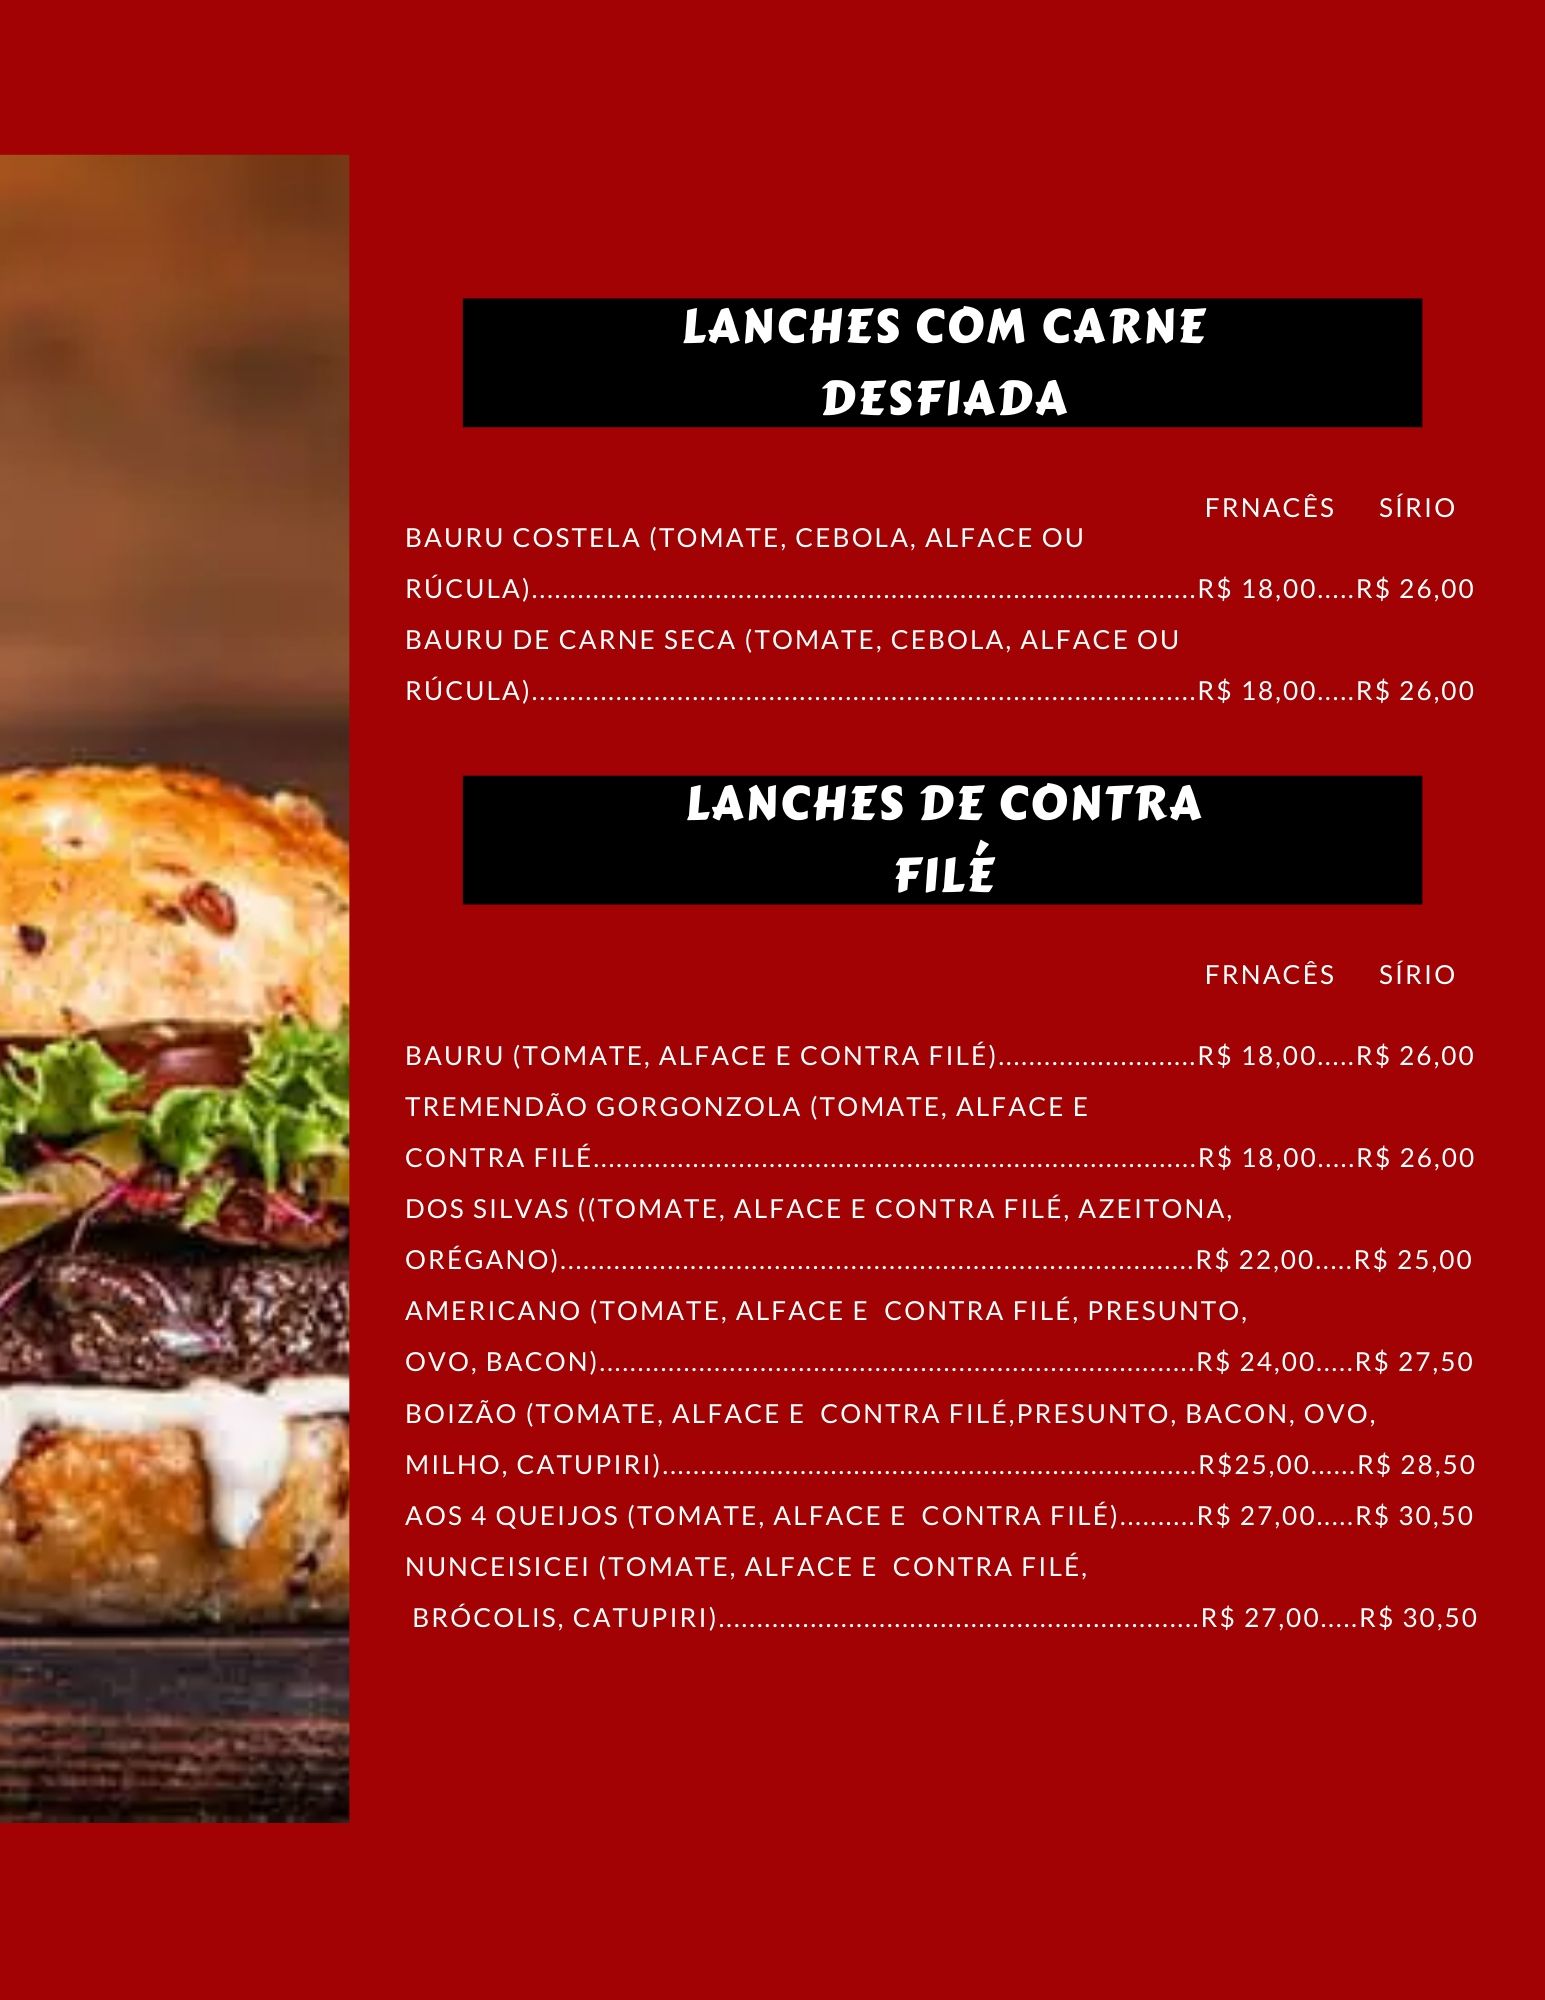 LANCHES COM CARNE
DESFIADA
FRNACÊS SÍRIO
BAURU COSTELA (TOMATE, CEBOLA, ALFACE OU
RÚCULA).......................................................................................R$ 18,00.....R$ 26,00
BAURU DE CARNE SECA (TOMATE, CEBOLA, ALFACE OU
RÚCULA).......................................................................................R$ 18,00.....R$ 26,00
LANCHES DE CONTRA
FILÉ
FRNACÊS SÍRIO
BAURU (TOMATE, ALFACE E CONTRA FILÉ)..........................R$ 18,00.....R$ 26,00
TREMENDÃO GORGONZOLA (TOMATE, ALFACE E
CONTRA FILÉ...............................................................................R$ 18,00.....R$ 26,00
DOS SILVAS ((TOMATE, ALFACE E CONTRA FILÉ, AZEITONA,
ORÉGANO)...................................................................................R$ 22,00.....R$ 25,00
AMERICANO (TOMATE, ALFACE E CONTRA FILÉ, PRESUNTO,
OVO, BACON)..............................................................................R$ 24,00.....R$ 27,50
BOIZÃO (TOMATE, ALFACE E CONTRA FILÉ,PRESUNTO, BACON, OVO,
MILHO, CATUPIRI)......................................................................R$25,00......R$ 28,50
AOS 4 QUEIJOS (TOMATE, ALFACE E CONTRA FILÉ)..........R$ 27,00.....R$ 30,50
NUNCEISICEI (TOMATE, ALFACE E CONTRA FILÉ,
BRÓCOLIS, CATUPIRI)...............................................................R$ 27,00.....R$ 30,50